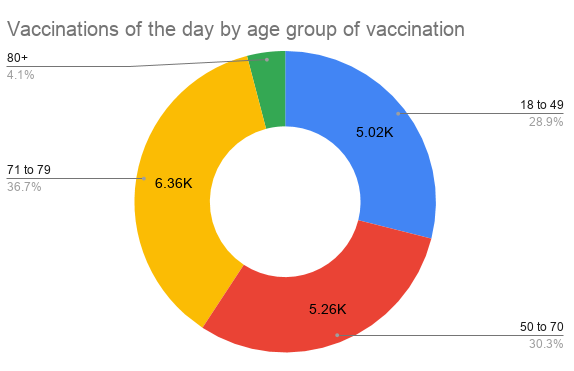 Vaccinations of the day by age group of vaccination
80+
4.1%
18 to 49
28.9%
5.02K
71 to 79
36.7%
6.36K
5.26K
50 to 70
30.3%